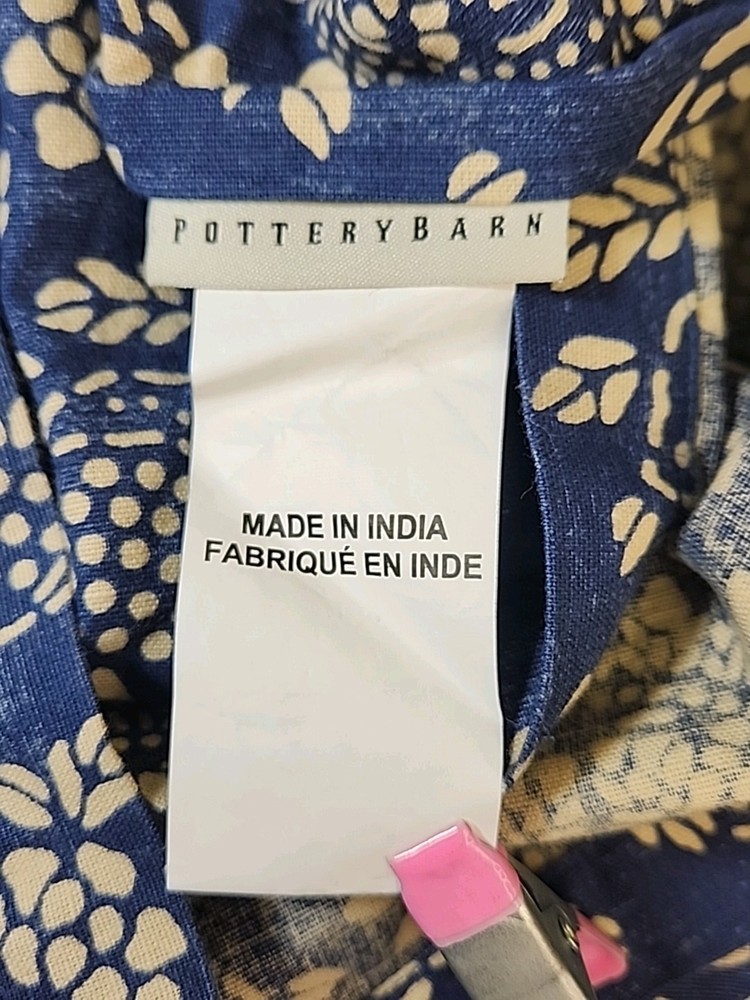 POTTERYBARN
MADE IN INDIA
FABRIQUÉ EN INDE